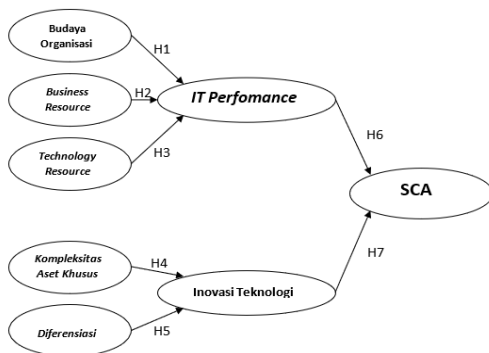 Budaya
Organisasi
H1
Business
Resource
H2
IT Perfomance
Technology
Resource
H3
H6
SCA
Kompleksitas
Aset Khusus
H4
Inovasi Teknologi
H7
Diferensiasi
H5